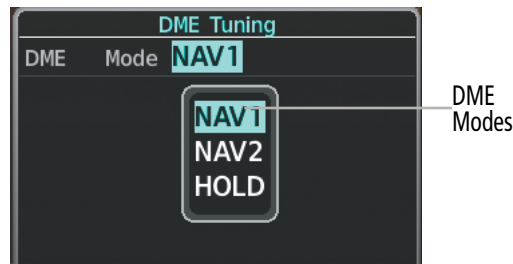 DME Tuning
DME Mode NAV1
NAV1
NAV2
HOLD
DME
Modes